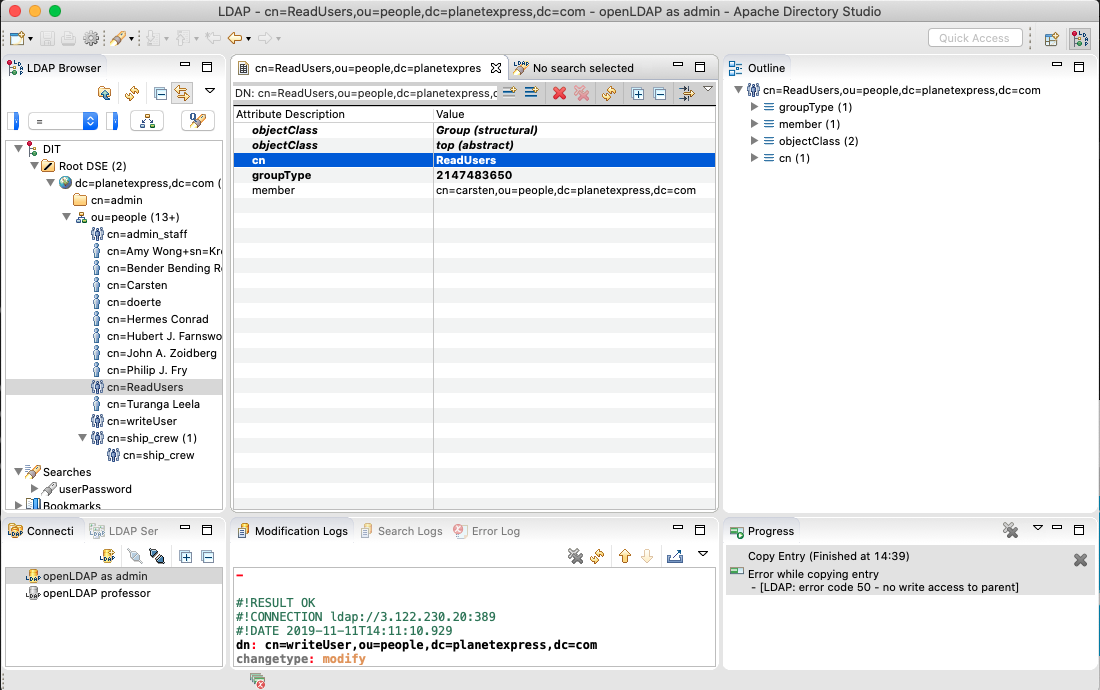 LDAP - cn=ReadUsers,ou=people,dc=planetexpress,dc=com - openLDAP as admin - Apache Directory Studio
Quick Access
LDAP Browser
=
DIT
Root DSE (2)
dc=planetexpress,dc=com (
cn=admin
ou=people (13+)
cn=admin_staff
cn=Amy Wong+sn=Kro
cn=Bender Bending R
cn=Carsten
cn=doerte
cn=Hermes Conrad
cn=Hubert J. Farnswo
cn=John A. Zoidberg
cn=Philip J. Fry
cn=ReadUsers
cn=Turanga Leela
cn=writeUser
cn=ship_crew (1)
cn=ship_crew
Searches
userPassword
Bookmarks
cn=ReadUsers,ou=people,dc=planetexpres
No search selected
DN: cn=ReadUsers,ou=people,dc=planetexpress,c
Attribute Description Value
objectClass Group (structural)
objectClass top (abstract)
cn ReadUsers
groupType 2147483650
member cn=carsten,ou=people,dc=planetexpress,dc=com
Outline
cn=ReadUsers,ou=people,dc=planetexpress,dc=com
groupType (1)
member (1)
objectClass (2)
cn (1)
Connecti LDAP Ser
openLDAP as admin
openLDAP professor
Modification Logs Search Logs Error Log
-
#!RESULT OK
#!CONNECTION ldap://3.122.230.20:389
#!DATE 2019-11-11T14:11:10.929
dn: cn=writeUser,ou=people,dc=planetexpress,dc=com
changetype: modify
Progress
Copy Entry (Finished at 14:39)
Error while copying entry
- [LDAP: error code 50 - no write access to parent]